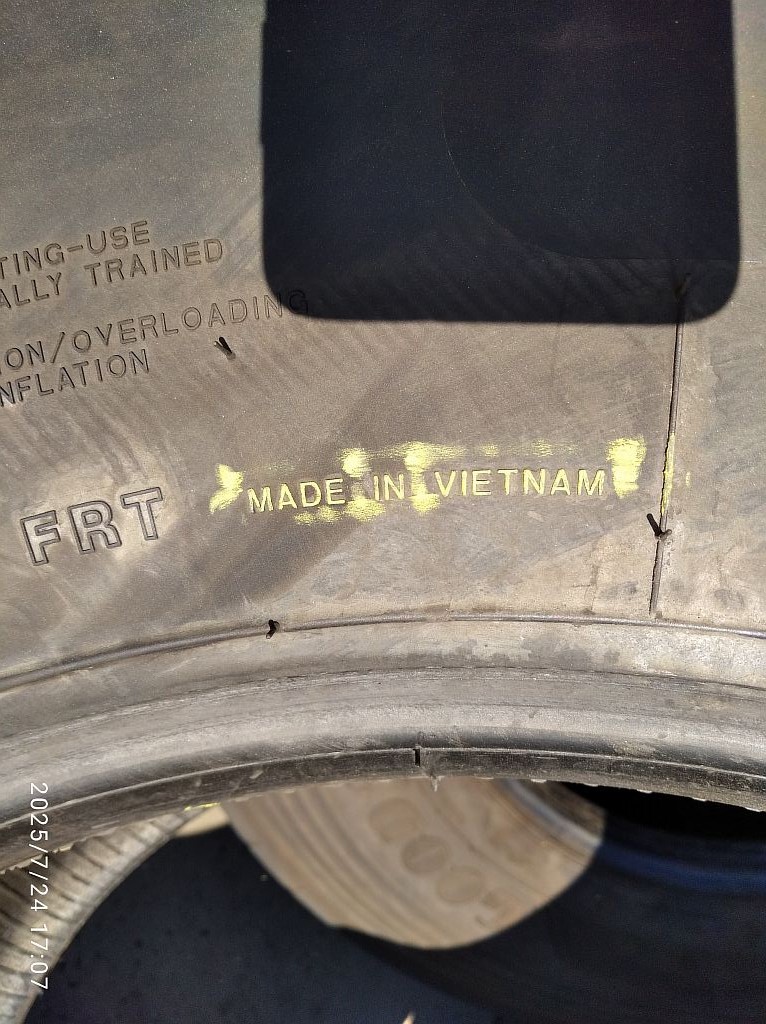 TING-USE
ALLY TRAINED
ION/OVERLOADING
NFLATION
FRT
MADE IN VIETNAM
2025/7/24 17:07